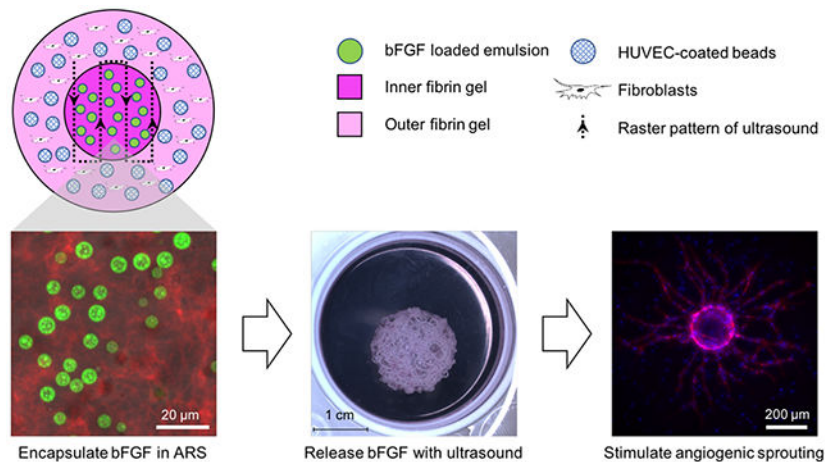 bFGF loaded emulsion
HUVEC-coated beads
Inner fibrin gel
Fibroblasts
Outer fibrin gel
Raster pattern of ultrasound
20 µm
1 cm
200 µm
Encapsulate bFGF in ARS
Release bFGF with ultrasound
Stimulate angiogenic sprouting